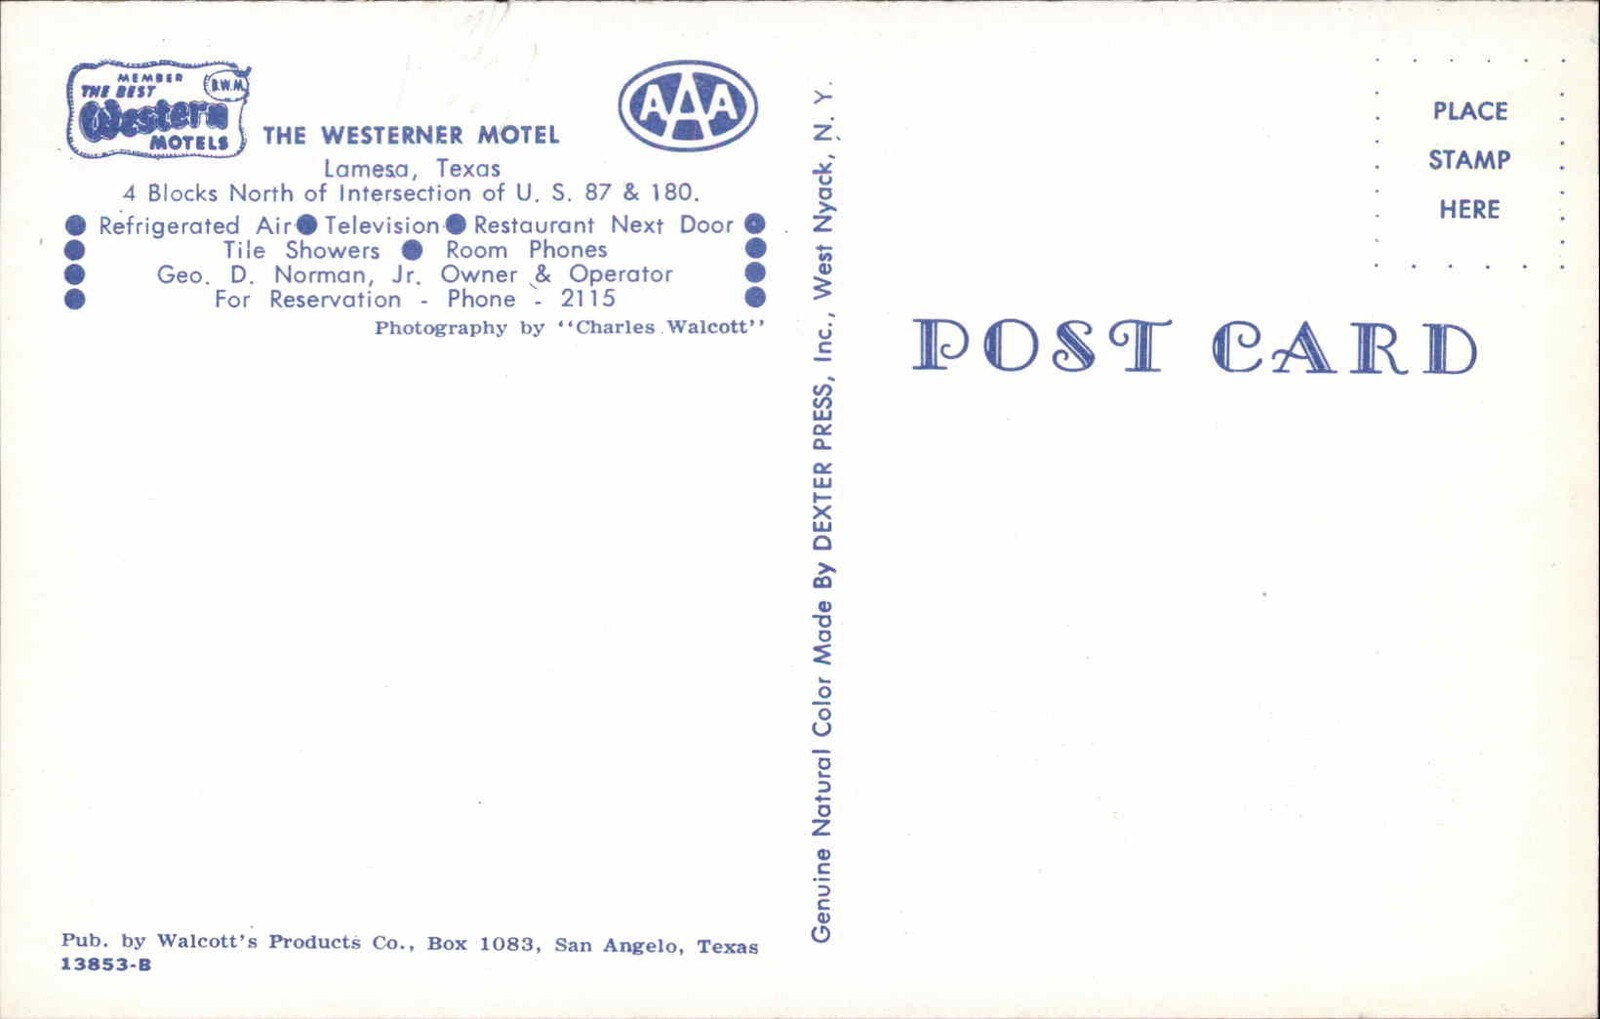 MEMBER
THE BEST
B.W.M.
Western
MOTELS
AAA
THE WESTERNER MOTEL
Lamesa, Texas
4 Blocks North of Intersection of U. S. 87 & 180.
● Refrigerated Air ● Television ● Restaurant Next Door ●
● Tile Showers ● Room Phones ●
● Geo. D. Norman, Jr. Owner & Operator ●
● For Reservation - Phone - 2115 ●
Photography by "Charles Walcott"
Pub. by Walcott's Products Co., Box 1083, San Angelo, Texas
13853-B
Genuine Natural Color Made By DEXTER PRESS, Inc., West Nyack, N. Y.
PLACE
STAMP
HERE
POST CARD